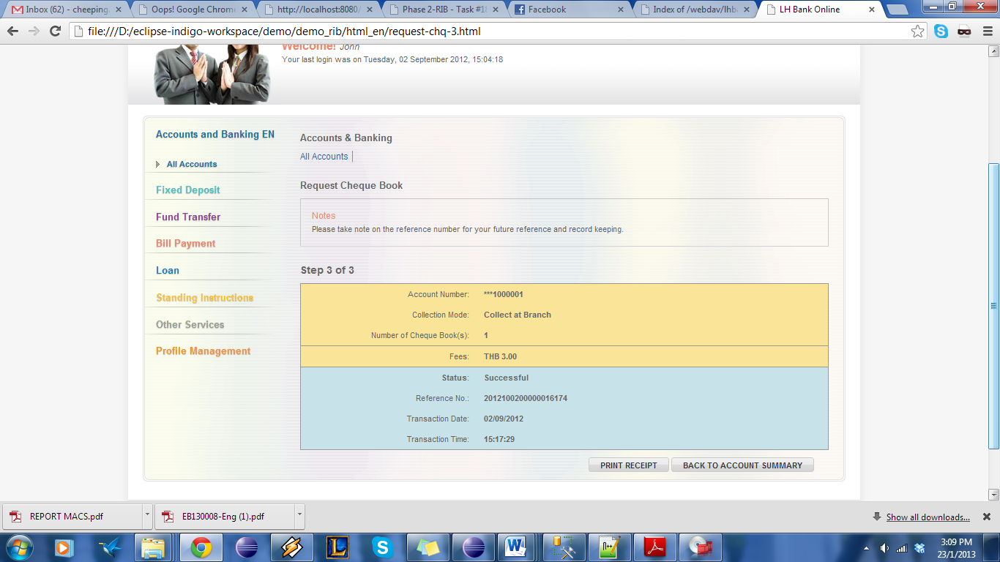 Inbox (62) - cheeping.
Oops! Google Chrome
http://localhost:8080/
Phase 2-RIB - Task #18
Facebook
Index of /webdav/lhba
LH Bank Online
file:///D:/eclipse-indigo-workspace/demo/demo_rib/html_en/request-chq-3.html
Welcome! John
Your last login was on Tuesday, 02 September 2012, 15:04:18
Accounts and Banking EN
All Accounts
Fixed Deposit
Fund Transfer
Bill Payment
Loan
Standing Instructions
Other Services
Profile Management
Accounts & Banking
All Accounts
Request Cheque Book
Notes
Please take note on the reference number for your future reference and record keeping.
Step 3 of 3
Account Number: ***1000001
Collection Mode: Collect at Branch
Number of Cheque Book(s): 1
Fees: THB 3.00
Status: Successful
Reference No.: 2012100200000016174
Transaction Date: 02/09/2012
Transaction Time: 15:17:29
PRINT RECEIPT
BACK TO ACCOUNT SUMMARY
REPORT MACS.pdf
EB130008-Eng (1).pdf
Show all downloads...
3:09 PM
23/1/2013